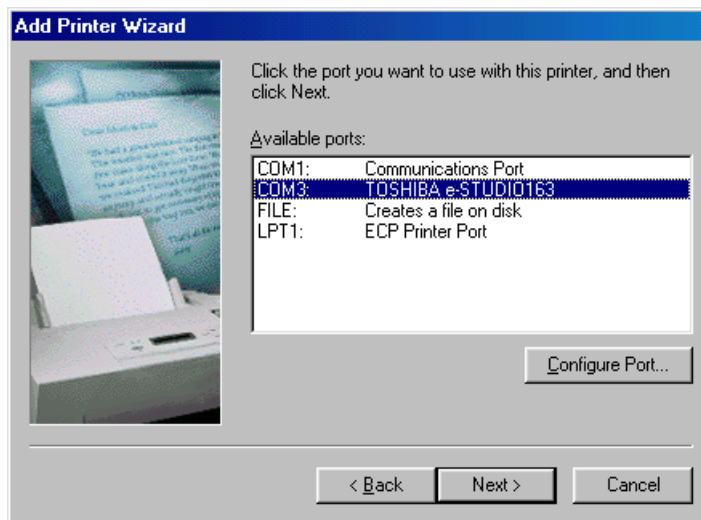 Add Printer Wizard
Click the port you want to use with this printer, and then
click Next.
Available ports:
COM1: Communications Port
COM3: TOSHIBA e-STUDIO163
FILE: Creates a file on disk
LPT1: ECP Printer Port
Configure Port...
< Back Next > Cancel